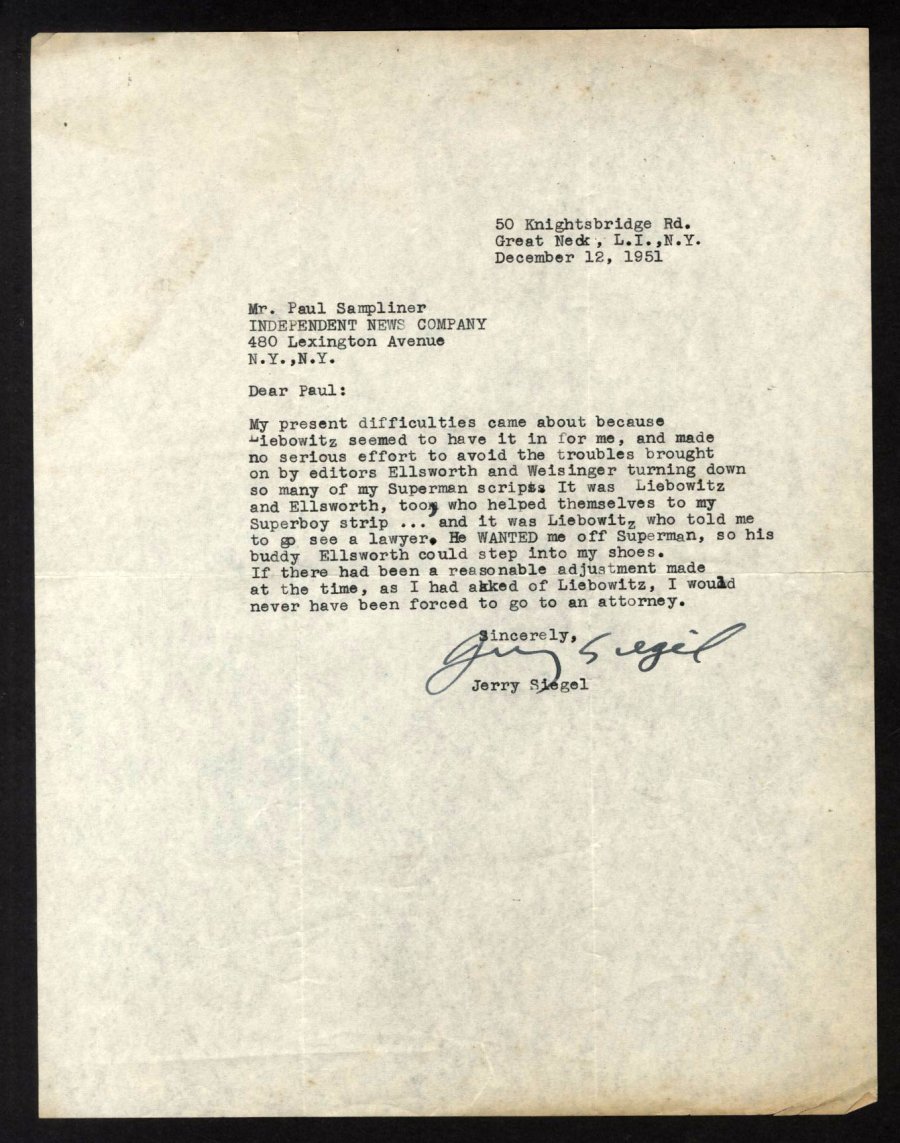 50 Knightsbridge Rd.
Great Neck, L.I.,N.Y.
December 12, 1951
Mr. Paul Sampliner
INDEPENDENT NEWS COMPANY
480 Lexington Avenue
N.Y.,N.Y.
Dear Paul:
My present difficulties came about because
Liebowitz seemed to have it in for me, and made
no serious effort to avoid the troubles brought
on by editors Ellsworth and Weisinger turning down
so many of my Superman scripts. It was Liebowitz
and Ellsworth, too, who helped themselves to my
Superboy strip ... and it was Liebowitz who told me
to go see a lawyer. He WANTED me off Superman, so his
buddy Ellsworth could step into my shoes.
If there had been a reasonable adjustment made
at the time, as I had akked of Liebowitz, I would
never have been forced to go to an attorney.
Sincerely,
Jerry Siegel
Jerry Siegel